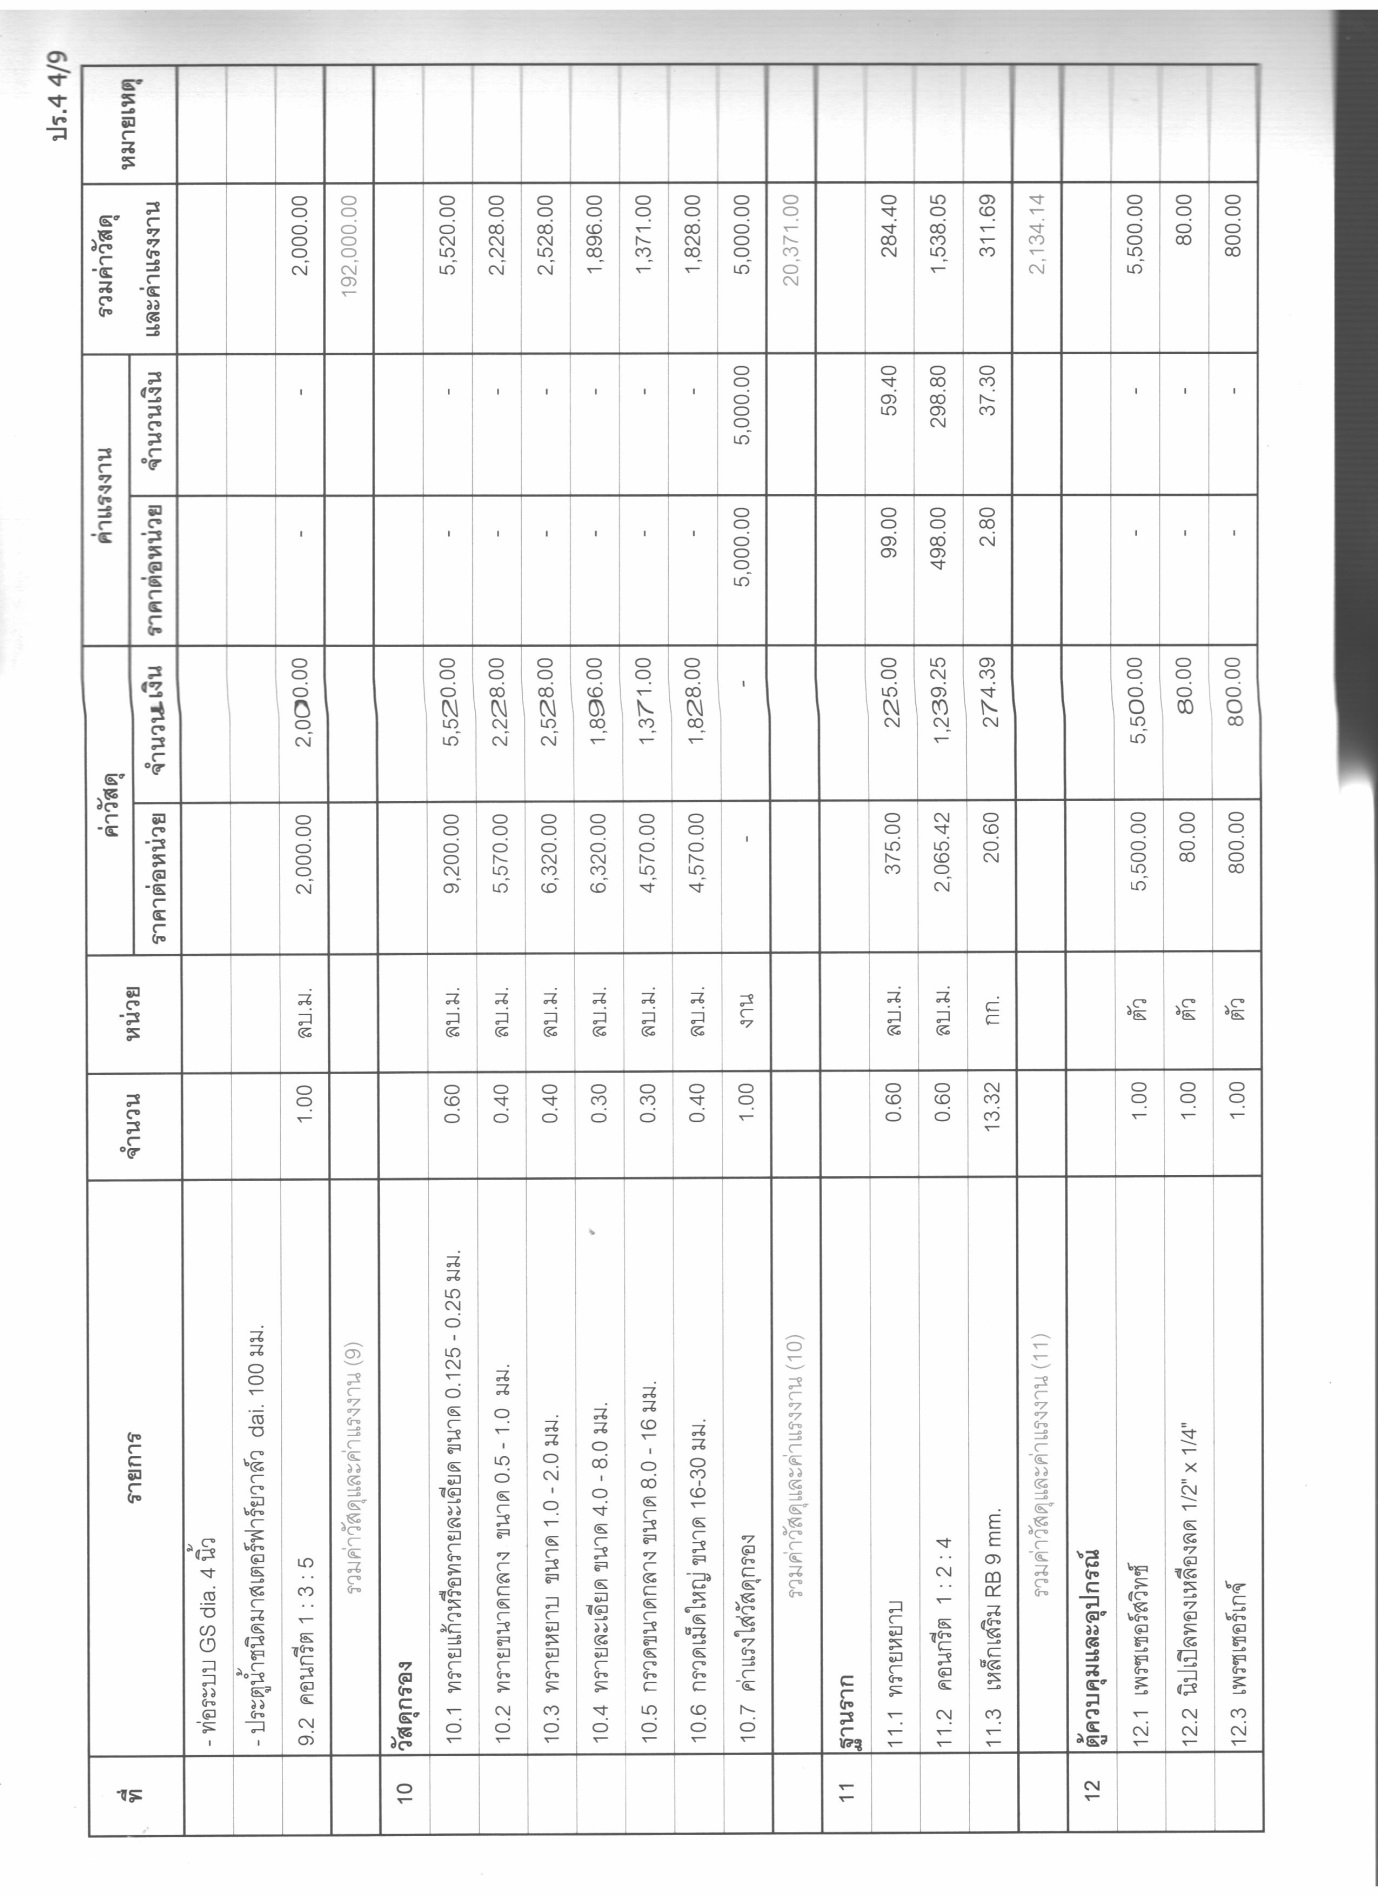 ปร.4 4/9
ที่ รายการ จำนวน หน่วย ค่าวัสดุ ค่าแรงงาน รวมค่าวัสดุ หมายเหตุ
ราคาต่อหน่วย จำนวนเงิน ราคาต่อหน่วย จำนวนเงิน และค่าแรงงาน
- ท่อระบบ GS dia. 4 นิ้ว
- ประตูน้ำชนิดมาสเตอร์ฟาร์ยวาล์ว dai. 100 มม.
9.2 คอนกรีต 1 : 3 : 5 1.00 ลบ.ม. 2,000.00 2,000.00 - - 2,000.00
รวมค่าวัสดุและค่าแรงงาน (9) 192,000.00
10 วัสดุกรอง
10.1 ทรายแก้วหรือทรายละเอียด ขนาด 0.125 - 0.25 มม. 0.60 ลบ.ม. 9,200.00 5,520.00 - - 5,520.00
10.2 ทรายขนาดกลาง ขนาด 0.5 - 1.0 มม. 0.40 ลบ.ม. 5,570.00 2,228.00 - - 2,228.00
10.3 ทรายหยาบ ขนาด 1.0 - 2.0 มม. 0.40 ลบ.ม. 6,320.00 2,528.00 - - 2,528.00
10.4 ทรายละเอียด ขนาด 4.0 - 8.0 มม. 0.30 ลบ.ม. 6,320.00 1,896.00 - - 1,896.00
10.5 กรวดขนาดกลาง ขนาด 8.0 - 16 มม. 0.30 ลบ.ม. 4,570.00 1,371.00 - - 1,371.00
10.6 กรวดเม็ดใหญ่ ขนาด 16-30 มม. 0.40 ลบ.ม. 4,570.00 1,828.00 - - 1,828.00
10.7 ค่าแรงใส่วัสดุกรอง 1.00 งาน - - 5,000.00 5,000.00 5,000.00
รวมค่าวัสดุและค่าแรงงาน (10) 20,371.00
11 ฐานราก
11.1 ทรายหยาบ 0.60 ลบ.ม. 375.00 225.00 99.00 59.40 284.40
11.2 คอนกรีต 1 : 2 : 4 0.60 ลบ.ม. 2,065.42 1,239.25 498.00 298.80 1,538.05
11.3 เหล็กเสริม RB 9 mm. 13.32 กก. 20.60 274.39 2.80 37.30 311.69
รวมค่าวัสดุและค่าแรงงาน (11) 2,134.14
12 ตู้ควบคุมและอุปกรณ์
12.1 เพรซเซอร์สวิทช์ 1.00 ตัว 5,500.00 5,500.00 - - 5,500.00
12.2 นิปเปิลทองเหลืองลด 1/2" x 1/4" 1.00 ตัว 80.00 80.00 - - 80.00
12.3 เพรซเซอร์เกจ์ 1.00 ตัว 800.00 800.00 - - 800.00